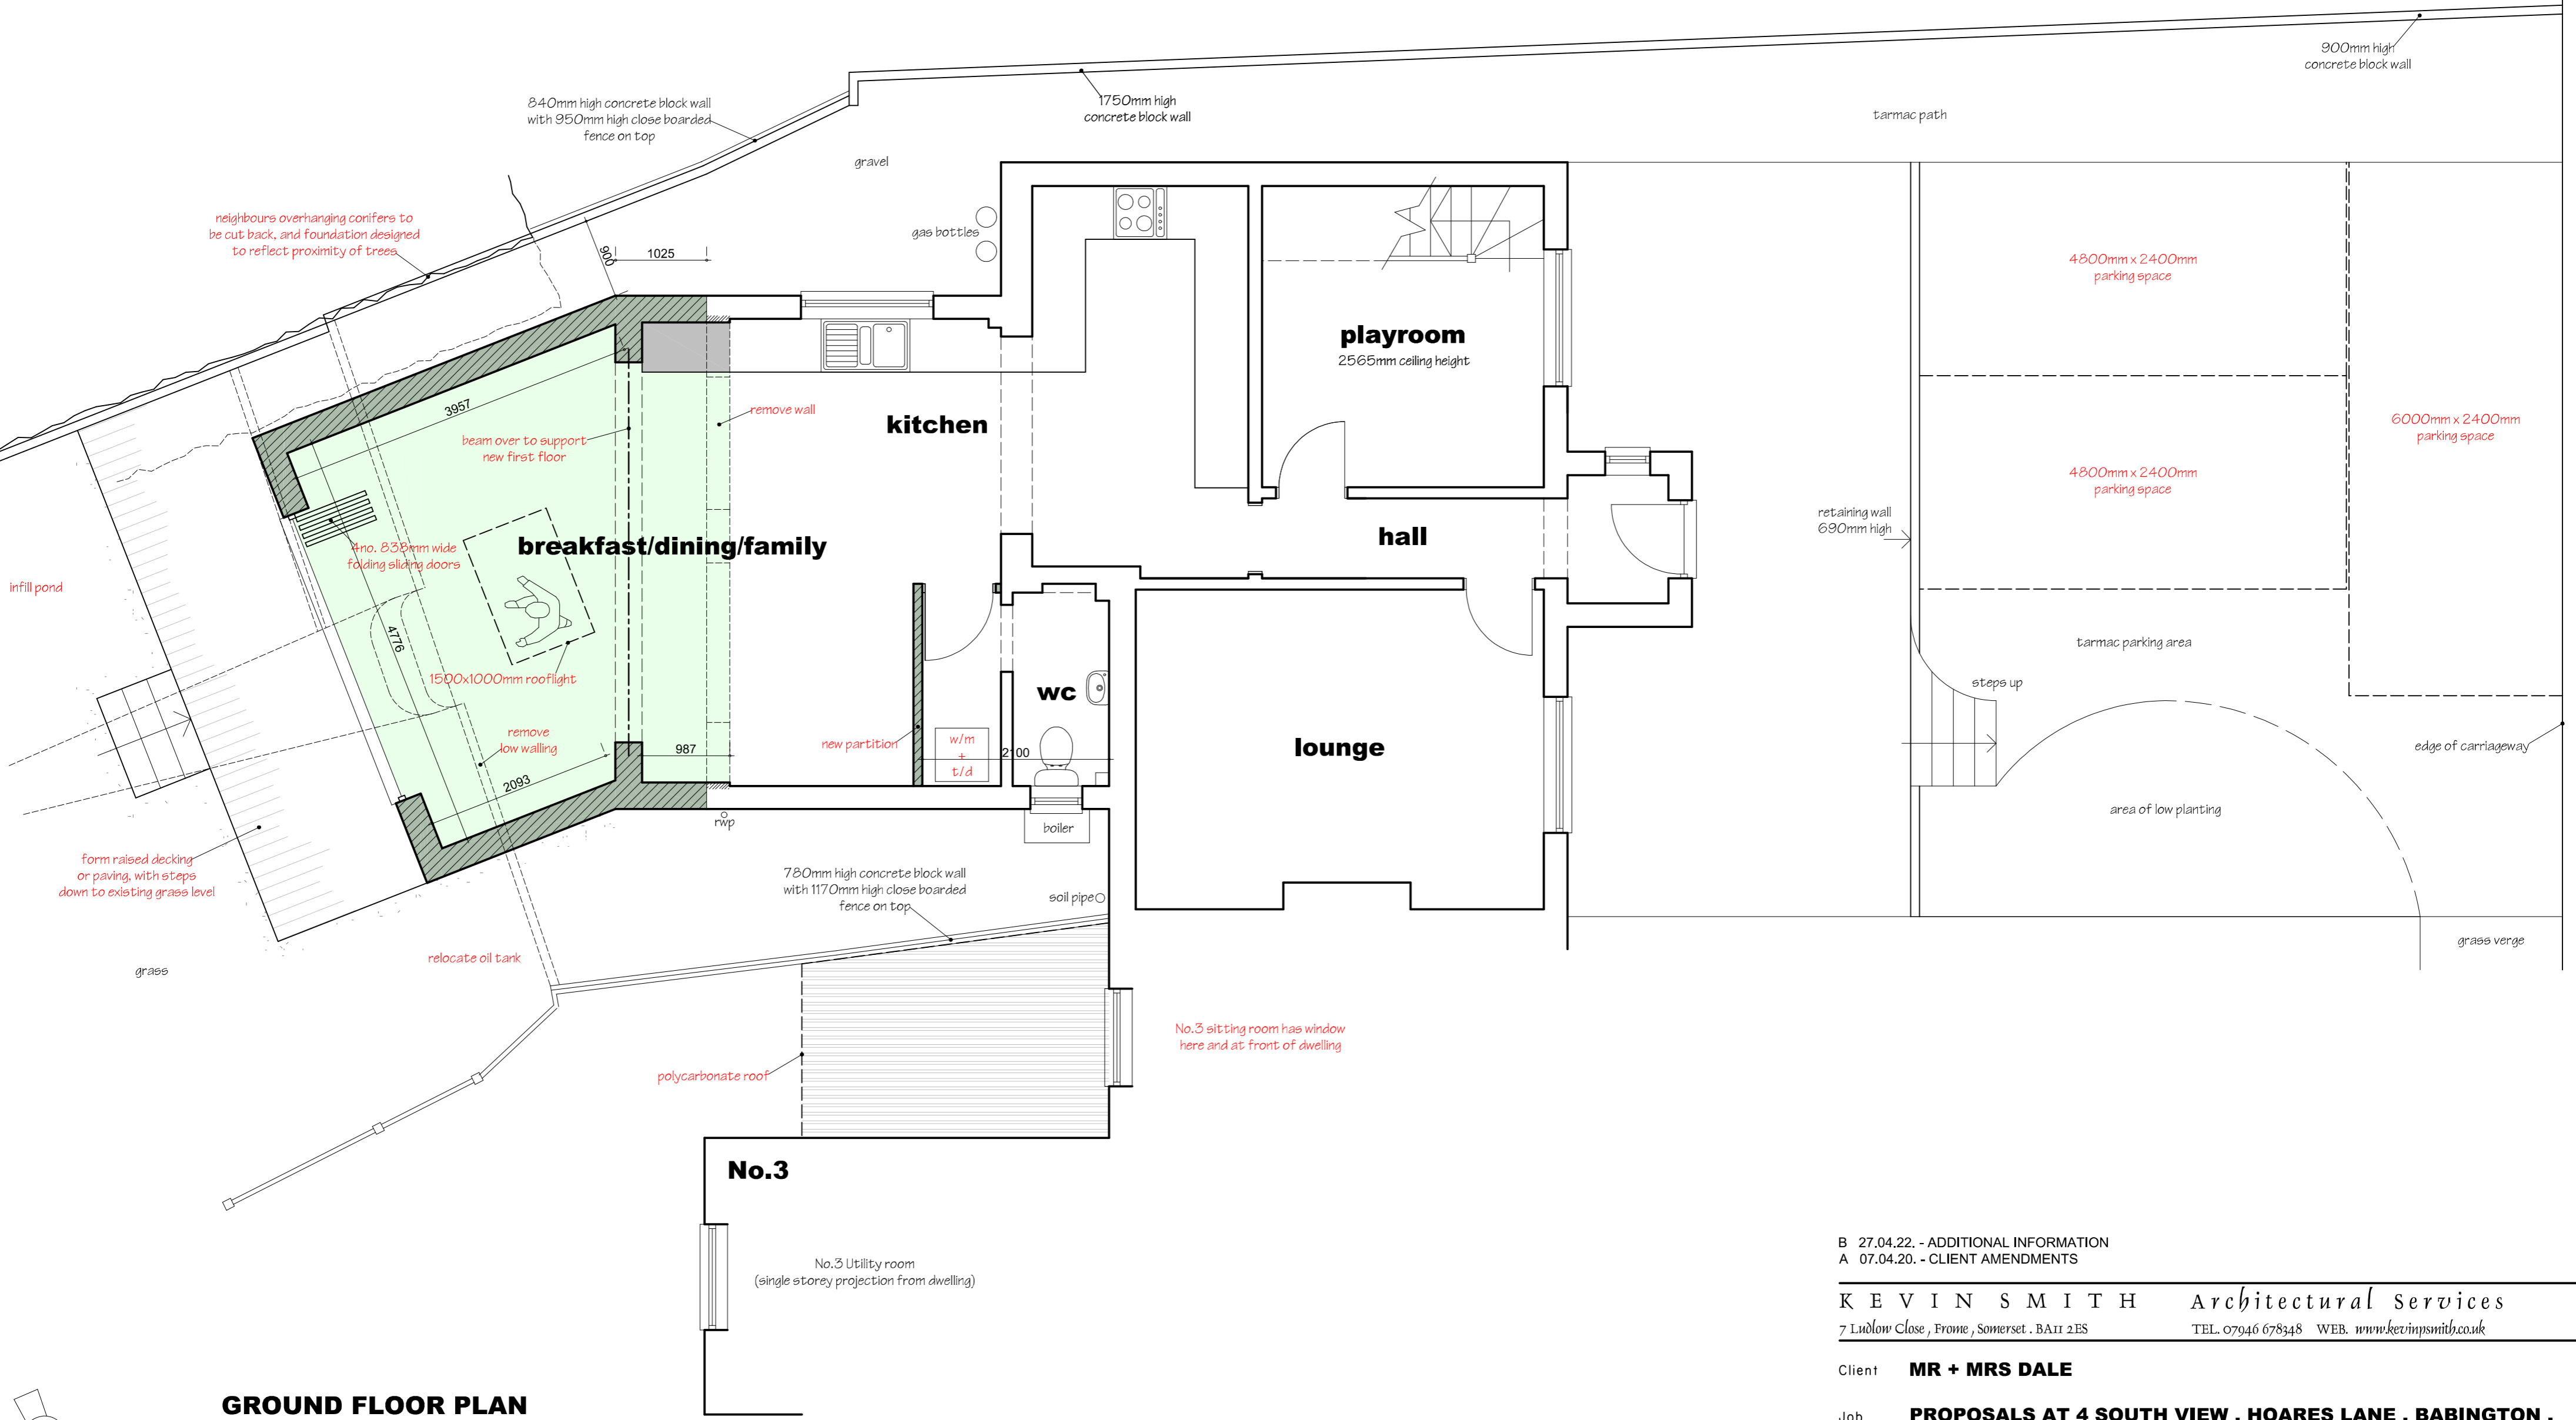 900mm high
concrete block wall
840mm high concrete block wall
with 950mm high close boarded
fence on top
1750mm high
concrete block wall
tarmac path
gravel
neighbours overhanging conifers to
be cut back, and foundation designed
to reflect proximity of trees
gas bottles
900
1025
4800mm x 2400mm
parking space
playroom
2565mm ceiling height
3957
remove wall
kitchen
beam over to support
new first floor
6000mm x 2400mm
parking space
4800mm x 2400mm
parking space
retaining wall
690mm high
hall
breakfast/dining/family
4no. 838mm wide
folding sliding doors
infill pond
4776
tarmac parking area
1500x1000mm rooflight
wc
steps up
remove
low walling
new partition
w/m
+
t/d
987
2100
lounge
edge of carriageway
2093
rwp
boiler
area of low planting
form raised decking
or paving, with steps
down to existing grass level
780mm high concrete block wall
with 1170mm high close boarded
fence on top
soil pipe
grass verge
relocate oil tank
grass
No.3 sitting room has window
here and at front of dwelling
polycarbonate roof
No.3
No.3 Utility room
(single storey projection from dwelling)
B 27.04.22. - ADDITIONAL INFORMATION
A 07.04.20. - CLIENT AMENDMENTS
KEVIN SMITH Architectural Services
7 Ludlow Close, Frome, Somerset. BA11 2ES TEL. 07946 678348 WEB. www.kevinpsmith.co.uk
Client MR + MRS DALE
GROUND FLOOR PLAN
Job PROPOSALS AT 4 SOUTH VIEW , HOARES LANE , BABINGTON ,